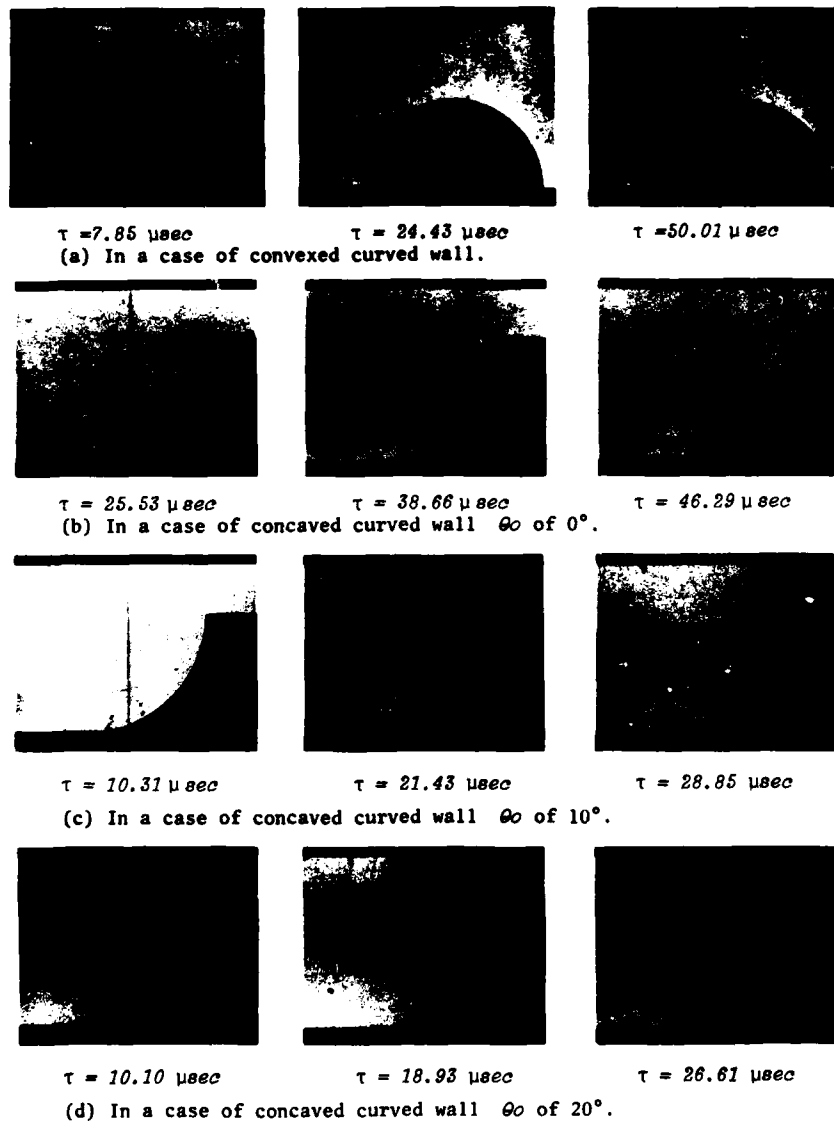 τ =7.85 μsec τ = 24.43 μsec τ =50.01 μ sec
(a) In a case of convexed curved wall.
τ = 25.53 μ sec τ = 38.66 μ sec τ = 46.29 μ sec
(b) In a case of concaved curved wall θo of 0°.
τ = 10.31 μ sec τ = 21.43 μsec τ = 28.85 μsec
(c) In a case of concaved curved wall θo of 10°.
τ = 10.10 μsec τ = 18.93 μsec τ = 26.61 μsec
(d) In a case of concaved curved wall θo of 20°.